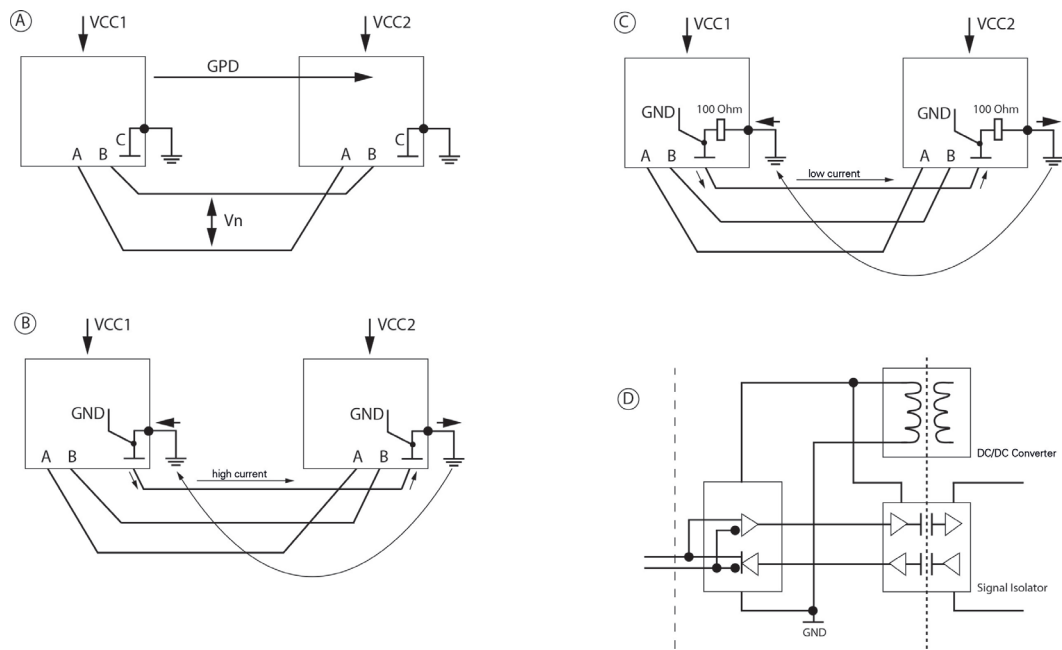 A
VCC1
VCC2
GPD
C
C
A B
A B
Vn
B
VCC1
VCC2
GND
GND
A B
A B
high current
C
VCC1
VCC2
GND
100 Ohm
GND
100 Ohm
A B
A B
low current
D
DC/DC Converter
Signal Isolator
GND